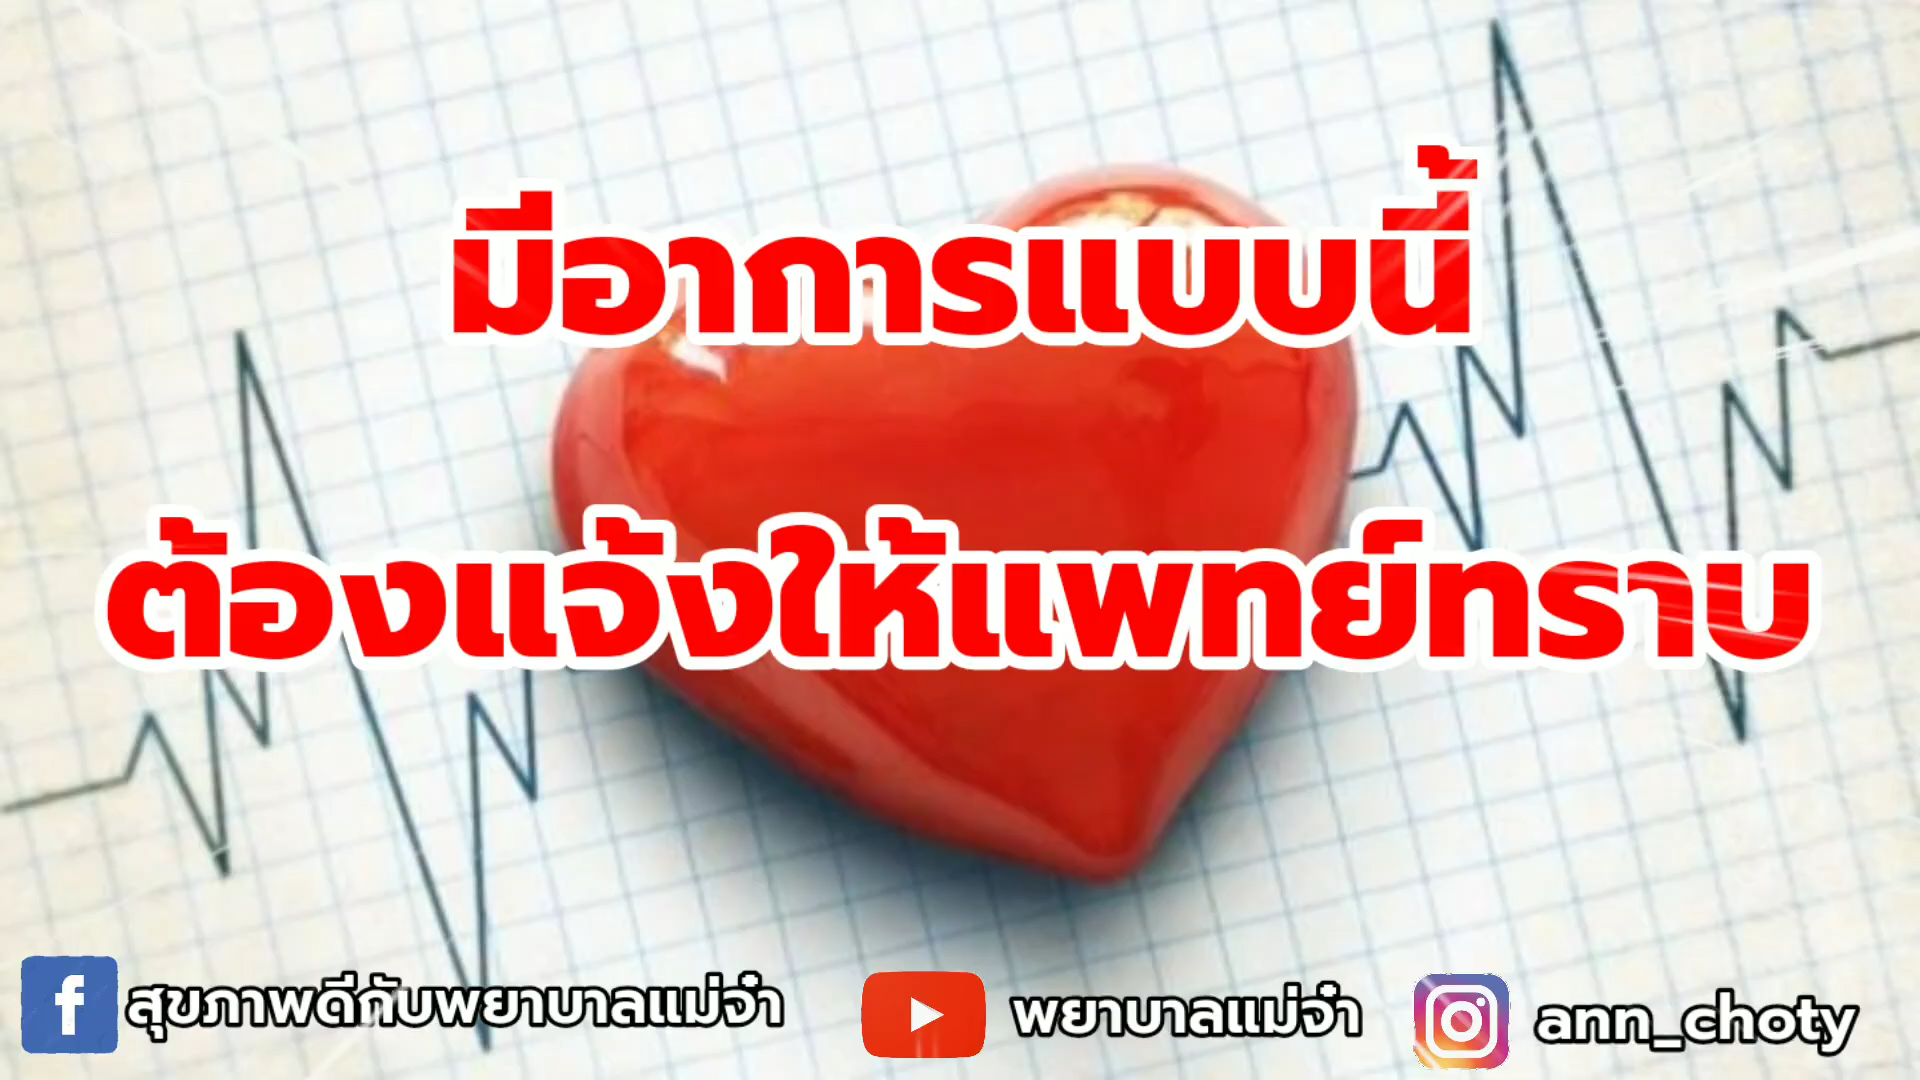 มีอาการแบบนี้
ต้องแจ้งให้แพทย์ทราบ
สุขภาพดีกับพยาบาลแม่จ๋า
พยาบาลแม่จ๋า
ann_choty